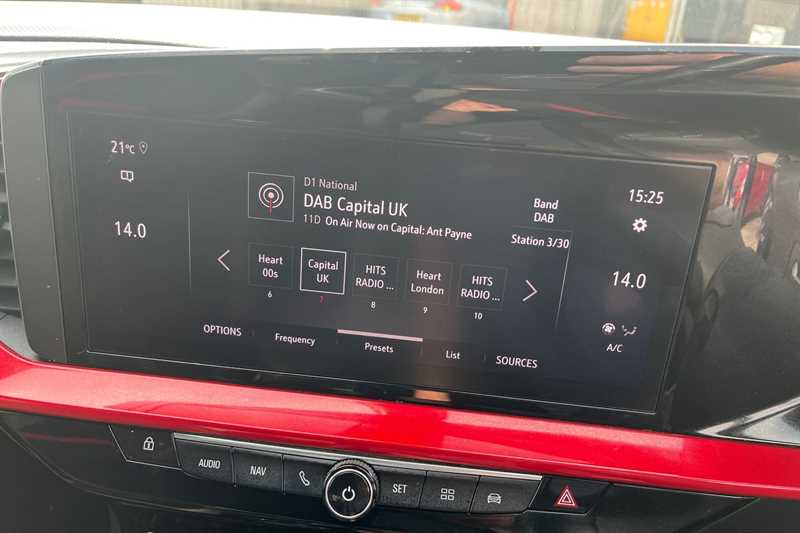 21°C
14.0
D1 National
DAB Capital UK
11D On Air Now on Capital: Ant Payne
Band
DAB
Station 3/30
15:25
14.0
A/C
Heart
00s
6
Capital
UK
7
HITS
RADIO ...
8
Heart
London
9
HITS
RADIO ...
10
OPTIONS
Frequency
Presets
List
SOURCES
AUDIO
NAV
SET